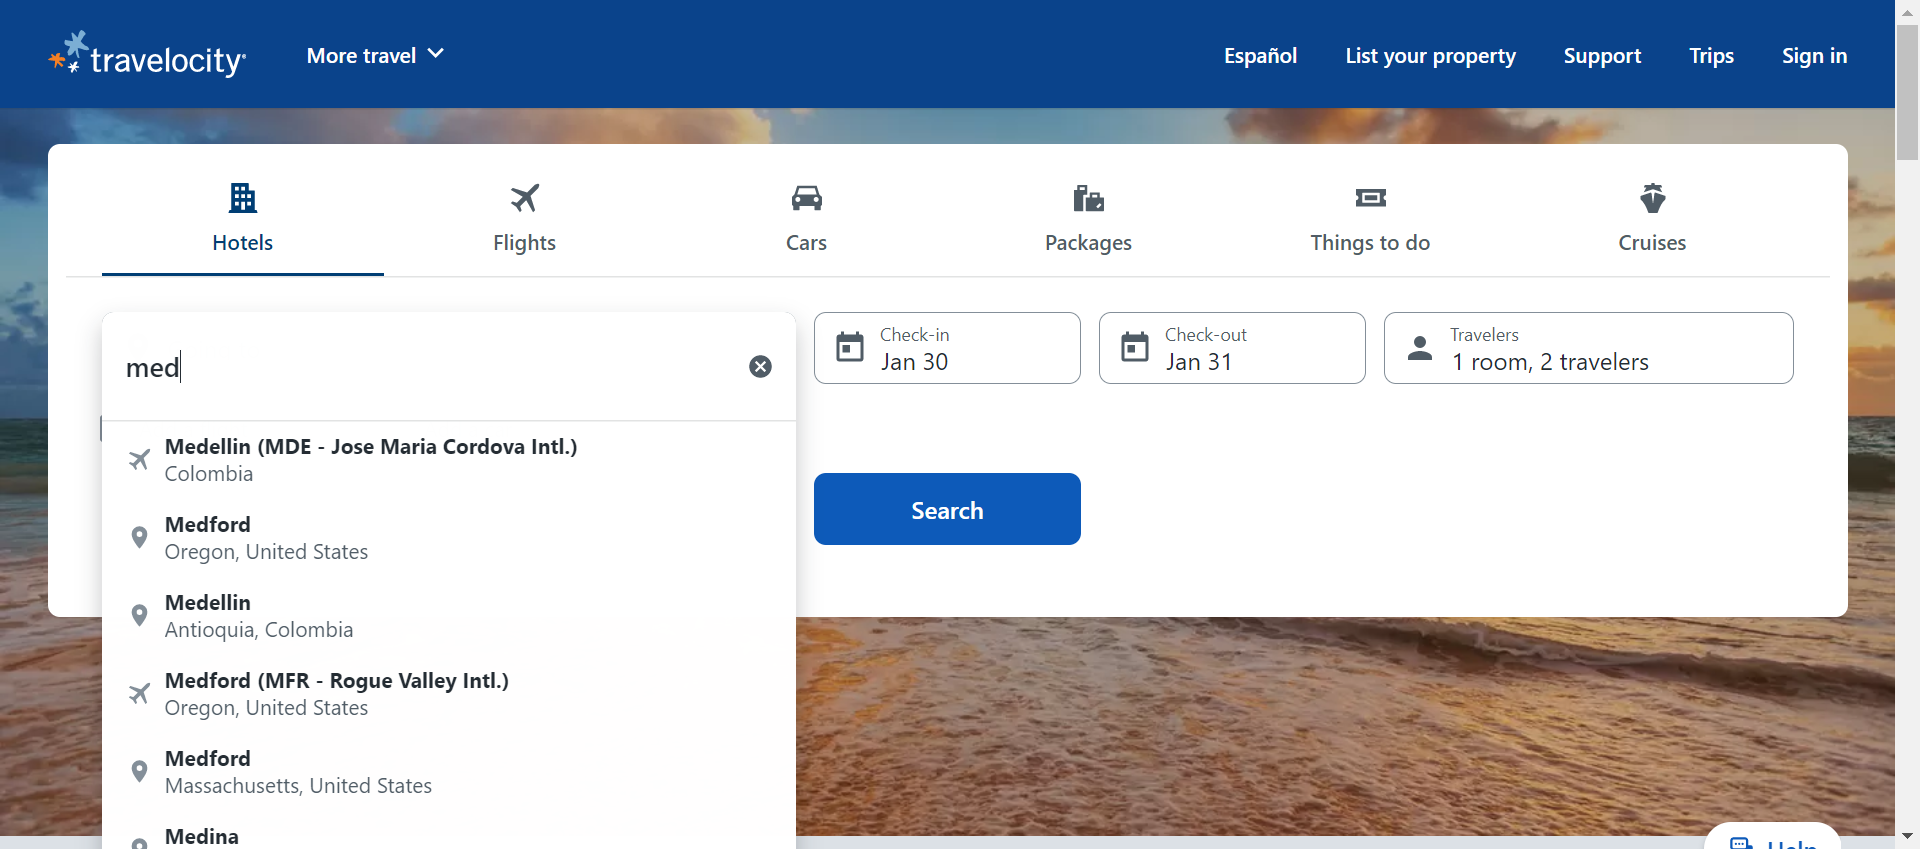 travelocity
More travel
Español
List your property
Support
Trips
Sign in
Hotels
Flights
Cars
Packages
Things to do
Cruises
med
Check-in
Jan 30
Check-out
Jan 31
Travelers
1 room, 2 travelers
Medellin (MDE - Jose Maria Cordova Intl.)
Colombia
Search
Medford
Oregon, United States
Medellin
Antioquia, Colombia
Medford (MFR - Rogue Valley Intl.)
Oregon, United States
Medford
Massachusetts, United States
Medina
Help